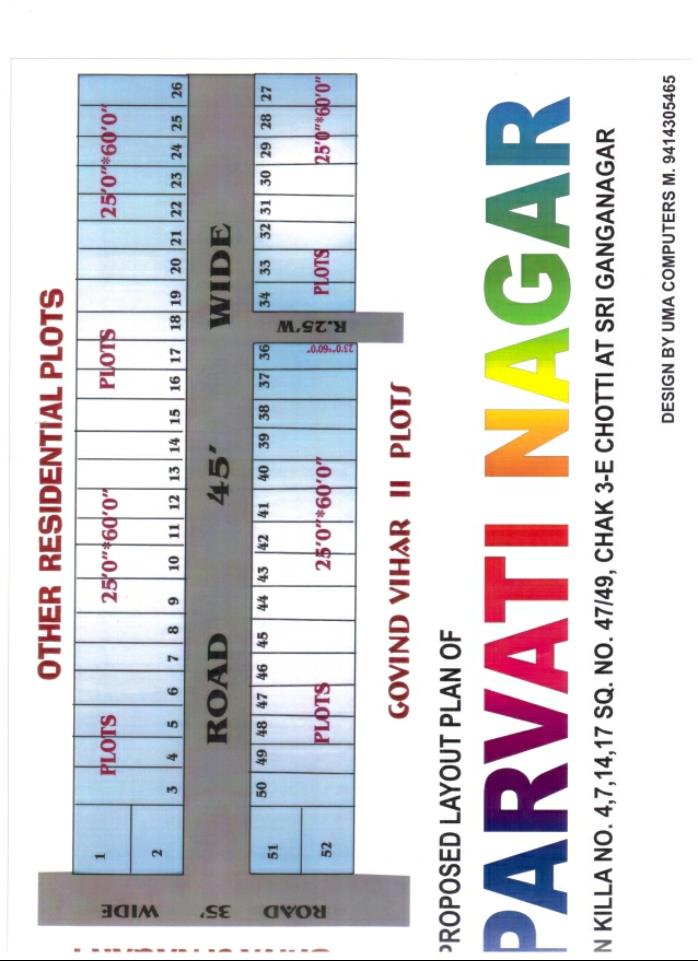 OTHER RESIDENTIAL PLOTS
PLOTS 25'0"*60'0" PLOTS 25'0"*60'0"
1
2
3 4 5 6 7 8 9 10 11 12 13 14 15 16 17 18 19 20 21 22 23 24 25 26
ROAD 35' WIDE
ROAD 45' WIDE
50 49 48 47 46 45 44 43 42 41 40 39 38 37 36 34 33 32 31 30 29 28 27
51
52
PLOTS 25'0"*60'0" 23'0"*60'0" PLOTS 25'0"*60'0"
R.25'W
GOVIND VIHAR II PLOTS
PROPOSED LAYOUT PLAN OF
PARVATI NAGAR
N KILLA NO. 4,7,14,17 SQ. NO. 47/49, CHAK 3-E CHOTTI AT SRI GANGANAGAR
DESIGN BY UMA COMPUTERS M. 9414305465